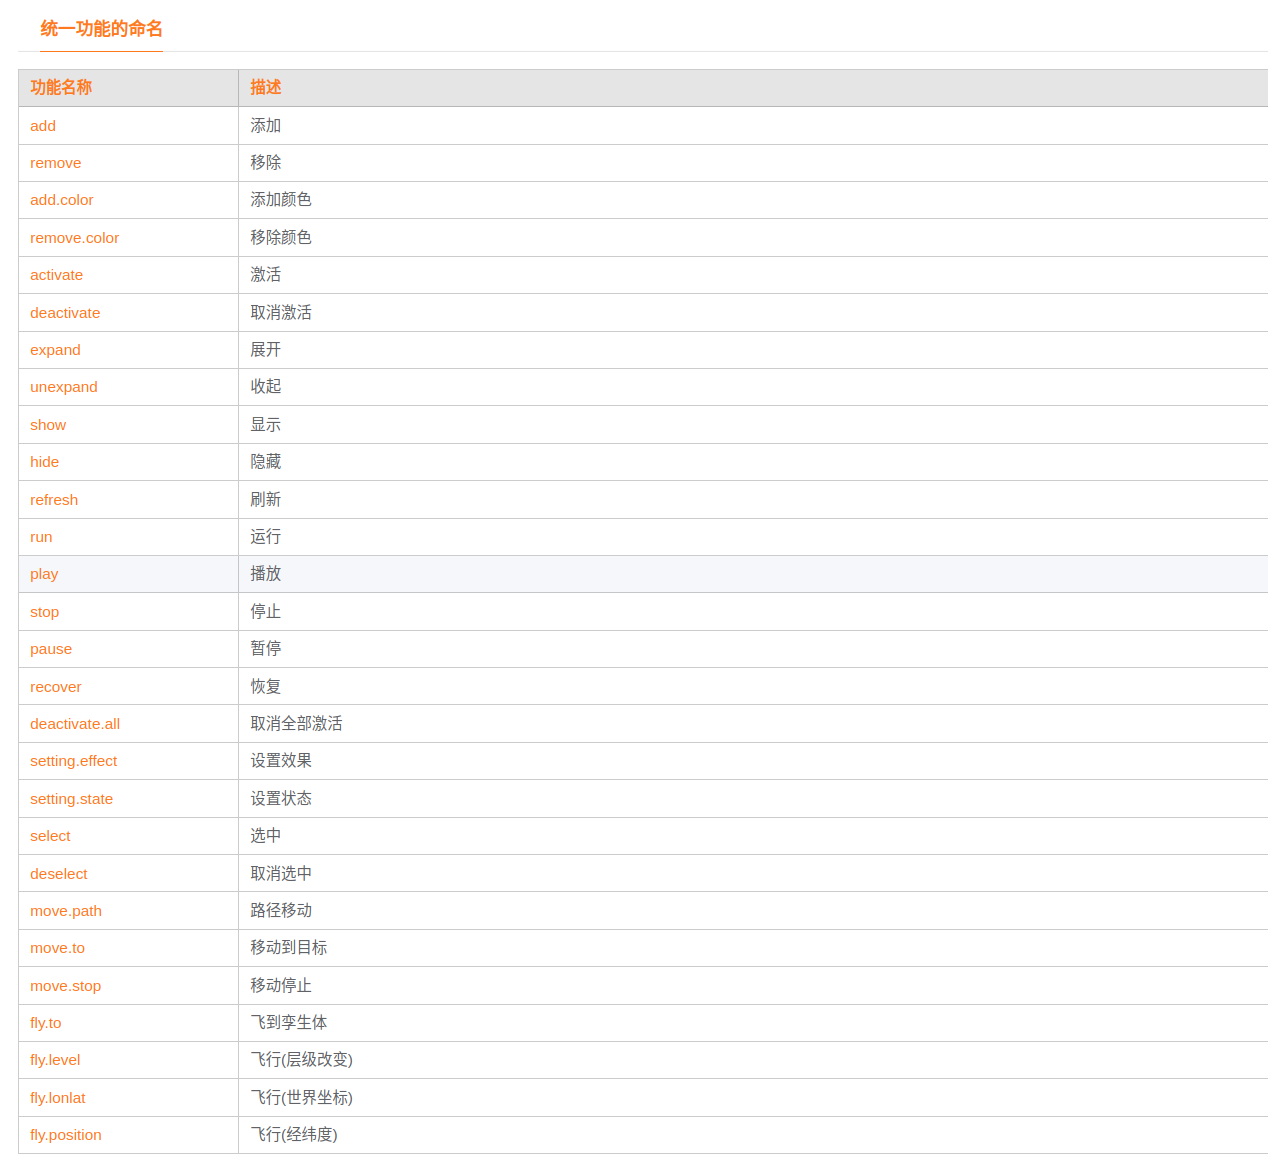 统一功能的命名
功能名称 描述
add 添加
remove 移除
add.color 添加颜色
remove.color 移除颜色
activate 激活
deactivate 取消激活
expand 展开
unexpand 收起
show 显示
hide 隐藏
refresh 刷新
run 运行
play 播放
stop 停止
pause 暂停
recover 恢复
deactivate.all 取消全部激活
setting.effect 设置效果
setting.state 设置状态
select 选中
deselect 取消选中
move.path 路径移动
move.to 移动到目标
move.stop 移动停止
fly.to 飞到孪生体
fly.level 飞行(层级改变)
fly.lonlat 飞行(世界坐标)
fly.position 飞行(经纬度)